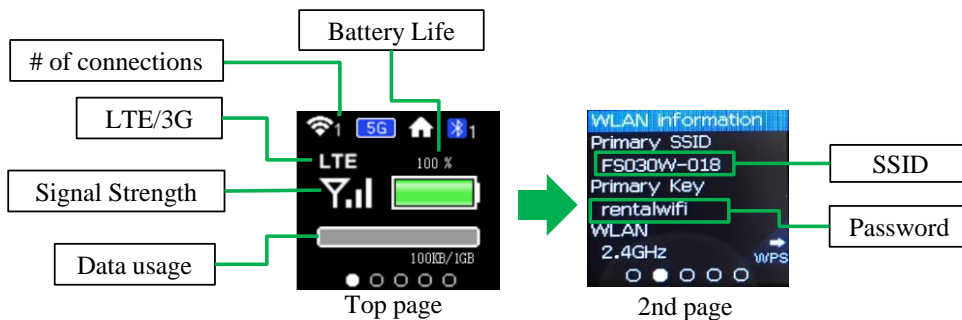 Battery Life
# of connections
LTE/3G
Signal Strength
Data usage
1 5G 1
LTE 100 %
100KB/1GB
Top page
WLAN information
Primary SSID
FS030W-018
Primary Key
rentalwifi
WLAN
2.4GHz
WPS
2nd page
SSID
Password